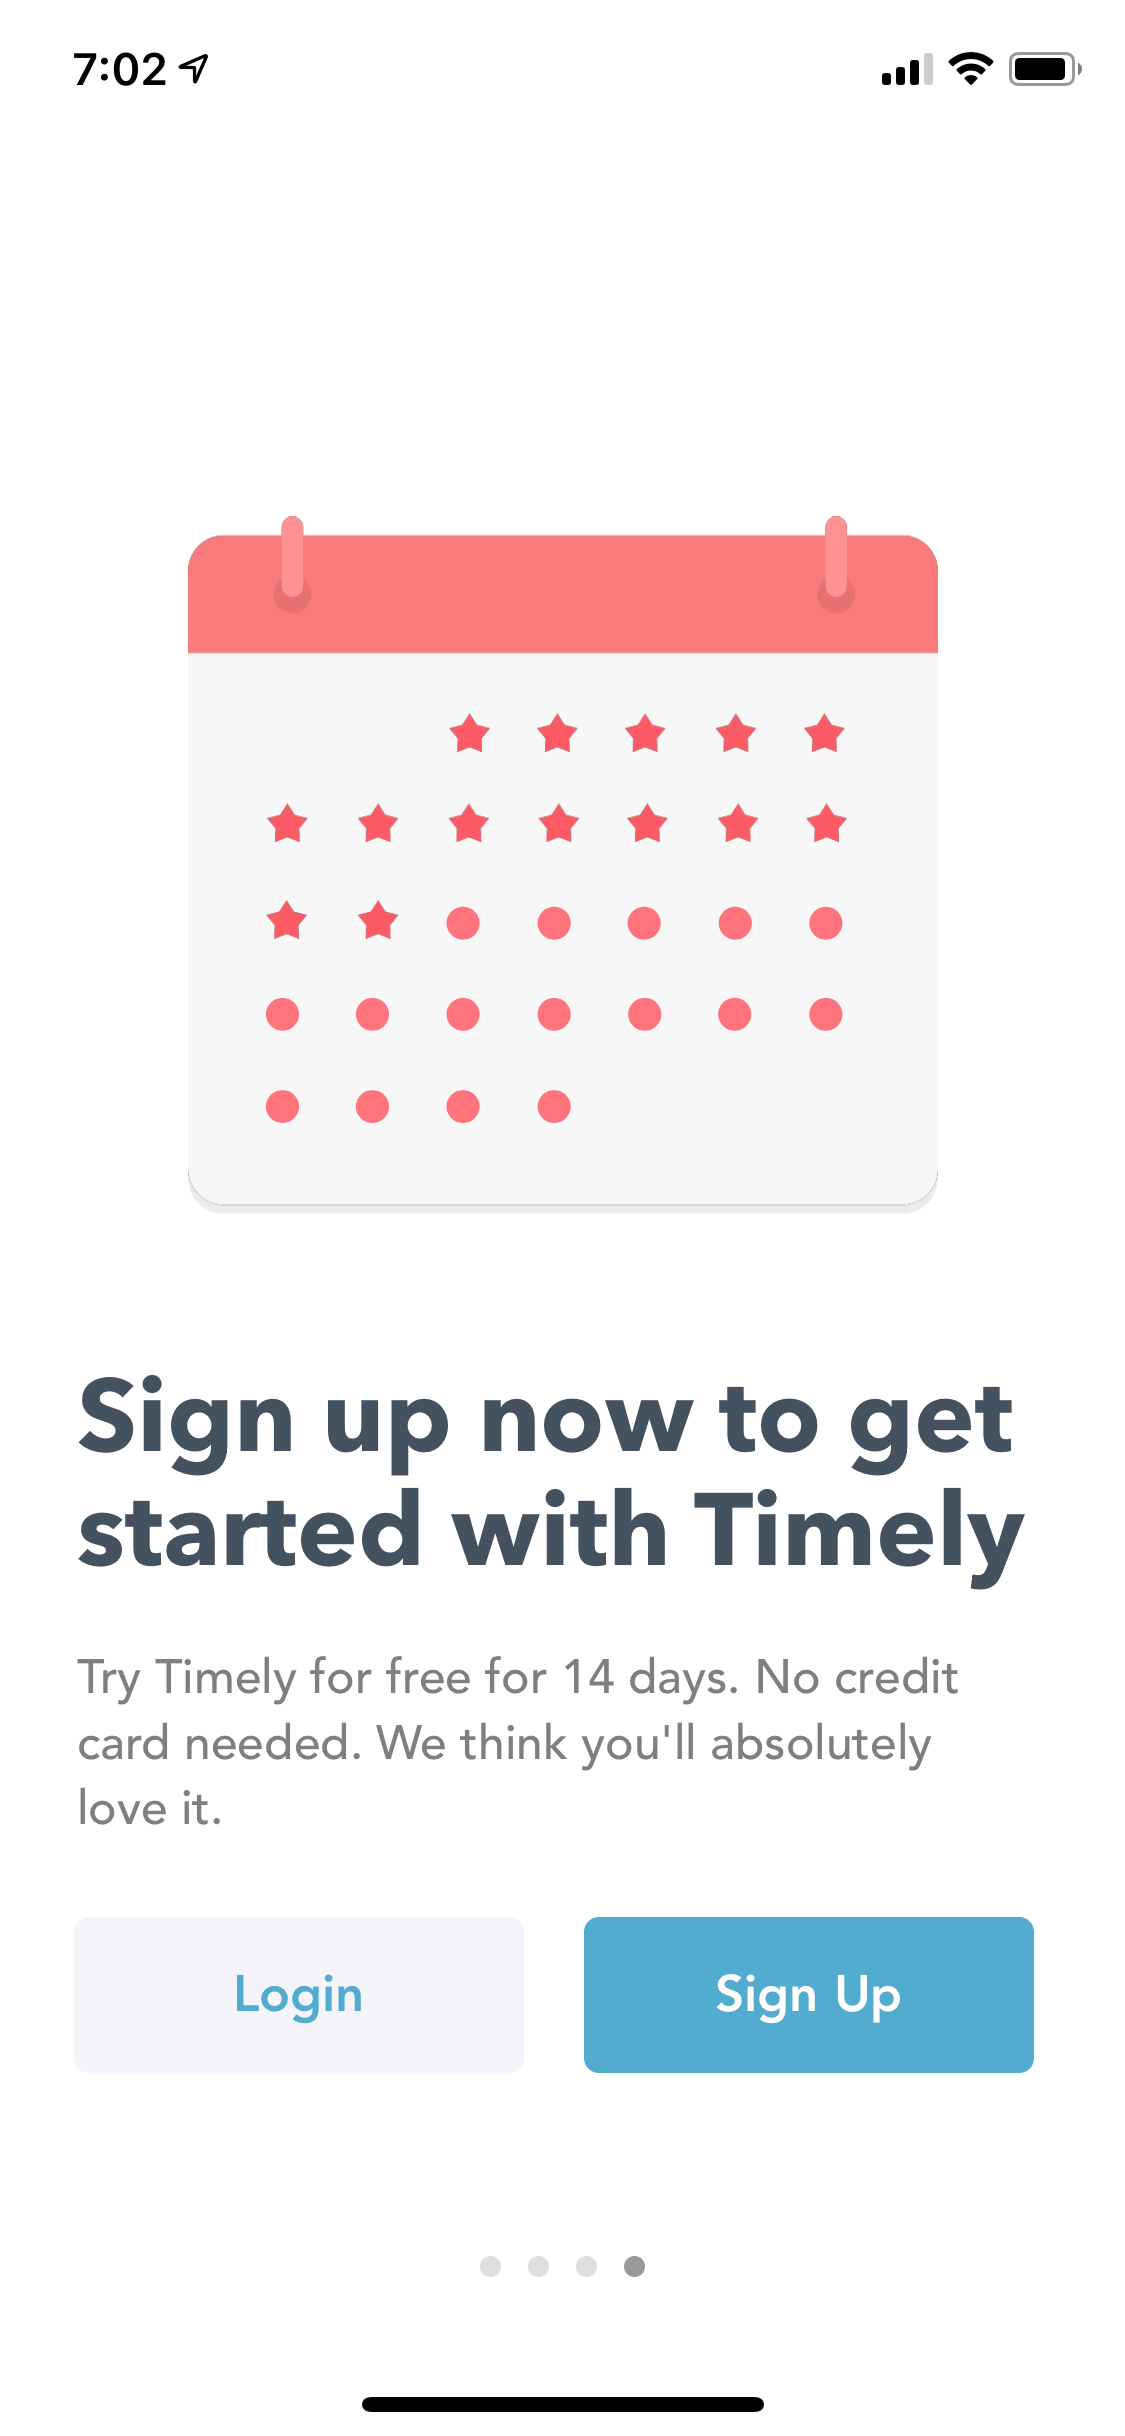 7:02
Sign up now to get
started with Timely
Try Timely for free for 14 days. No credit
card needed. We think you'll absolutely
love it.
Login
Sign Up